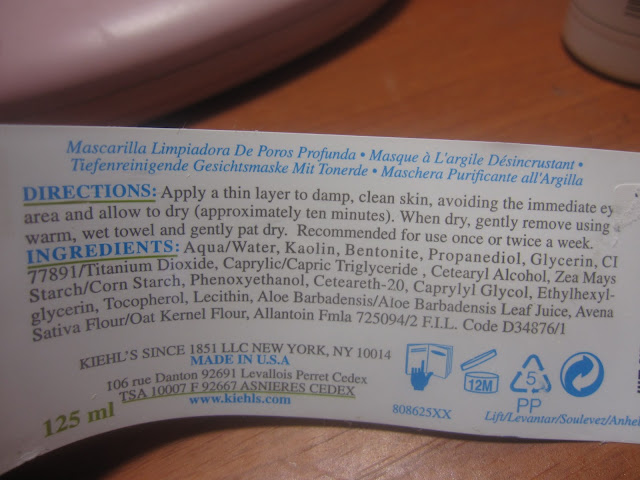 Mascarilla Limpiadora De Poros Profunda • Masque à L'argile Désincrustant •
Tiefenreinigende Gesichtsmaske Mit Tonerde • Maschera Purificante all'Argilla
DIRECTIONS: Apply a thin layer to damp, clean skin, avoiding the immediate ey
area and allow to dry (approximately ten minutes). When dry, gently remove using a
warm, wet towel and gently pat dry. Recommended for use once or twice a week.
INGREDIENTS: Aqua/Water, Kaolin, Bentonite, Propanediol, Glycerin, CI
77891/Titanium Dioxide, Caprylic/Capric Triglyceride , Cetearyl Alcohol, Zea Mays
Starch/Corn Starch, Phenoxyethanol, Ceteareth-20, Caprylyl Glycol, Ethylhexyl-
glycerin, Tocopherol, Lecithin, Aloe Barbadensis/Aloe Barbadensis Leaf Juice, Avena
Sativa Flour/Oat Kernel Flour, Allantoin Fmla 725094/2 F.I.L. Code D34876/1
KIEHL'S SINCE 1851 LLC NEW YORK, NY 10014
MADE IN U.S.A
106 rue Danton 92691 Levallois Perret Cedex
TSA 10007 F 92667 ASNIERES CEDEX
www.kiehls.com
125 ml
12M
5
PP
808625XX
Lift/Levantar/Soulevez/Anhe